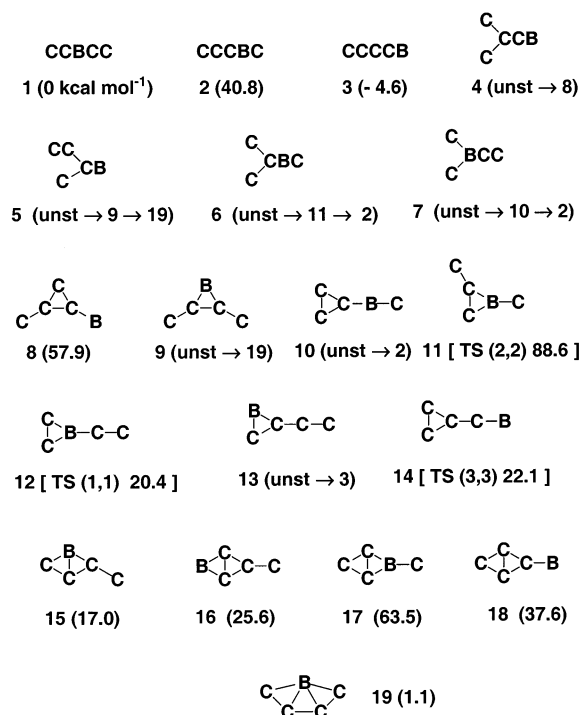 CCBCC CCCBC CCCCB C C CCB
1 (0 kcal mol⁻¹) 2 (40.8) 3 (- 4.6) 4 (unst → 8)
CC C CB C C CBC C C BCC
5 (unst → 9 → 19) 6 (unst → 11 → 2) 7 (unst → 10 → 2)
C C C C B B C C C C C C C B C C C B C
8 (57.9) 9 (unst → 19) 10 (unst → 2) 11 [ TS (2,2) 88.6 ]
C C B C C B C C C C C C C C B
12 [ TS (1,1) 20.4 ] 13 (unst → 3) 14 [ TS (3,3) 22.1 ]
B C C C C C B C C C C C C B C C C C C B
15 (17.0) 16 (25.6) 17 (63.5) 18 (37.6)
B C C C C 19 (1.1)